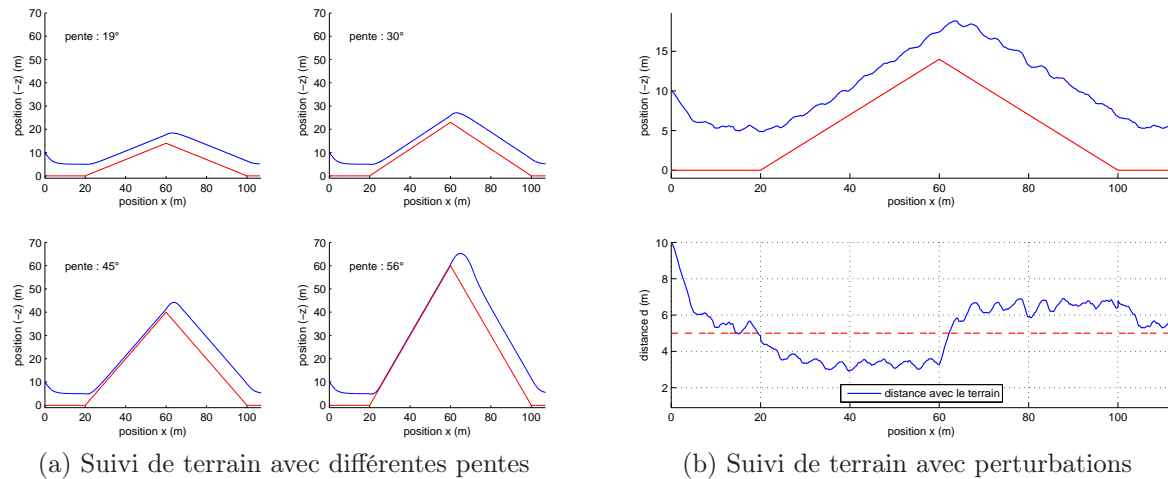 70
60
50
40
30
20
10
0
position (−z) (m)
pente : 19°
0 20 40 60 80 100
position x (m)
70
60
50
40
30
20
10
0
position (−z) (m)
pente : 30°
0 20 40 60 80 100
position x (m)
70
60
50
40
30
20
10
0
position (−z) (m)
pente : 45°
0 20 40 60 80 100
position x (m)
70
60
50
40
30
20
10
0
position (−z) (m)
pente : 56°
0 20 40 60 80 100
position x (m)
(a) Suivi de terrain avec différentes pentes
15
10
5
0
position (−z) (m)
0 20 40 60 80 100
position x (m)
10
8
6
4
2
distance d (m)
distance avec le terrain
0 20 40 60 80 100
position x (m)
(b) Suivi de terrain avec perturbations